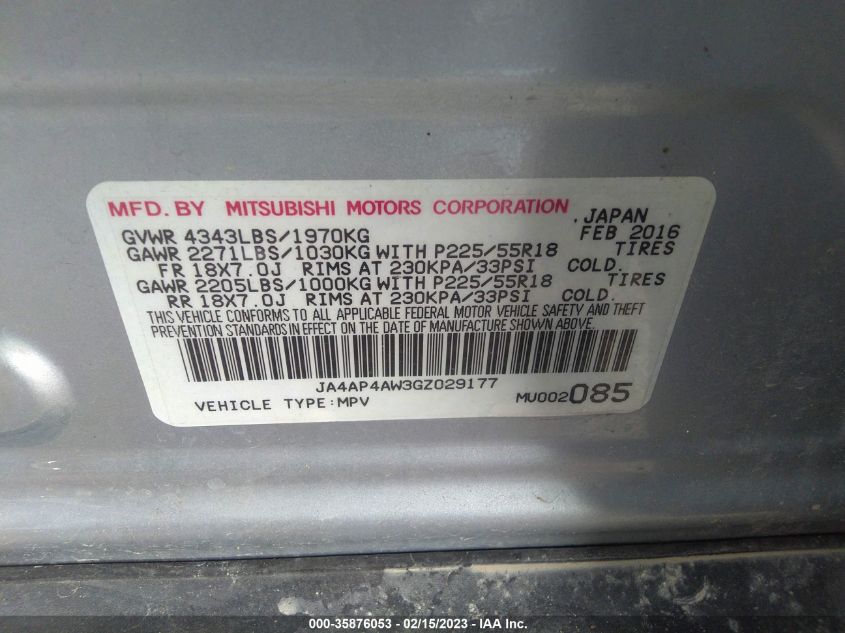 MFD. BY MITSUBISHI MOTORS CORPORATION . JAPAN
GVWR 4343LBS/1970KG FEB 2016
GAWR 2271LBS/1030KG WITH P225/55R18 TIRES
FR 18X7.0J RIMS AT 230KPA/33PSI COLD.
GAWR 2205LBS/1000KG WITH P225/55R18 TIRES
RR 18X7.0J RIMS AT 230KPA/33PSI COLD.
THIS VEHICLE CONFORMS TO ALL APPLICABLE FEDERAL MOTOR VEHICLE SAFETY AND THEFT
PREVENTION STANDARDS IN EFFECT ON THE DATE OF MANUFACTURE SHOWN ABOVE.
JA4AP4AW3GZ029177
VEHICLE TYPE:MPV MU002085
000-35876053 - 02/15/2023 - IAA Inc.